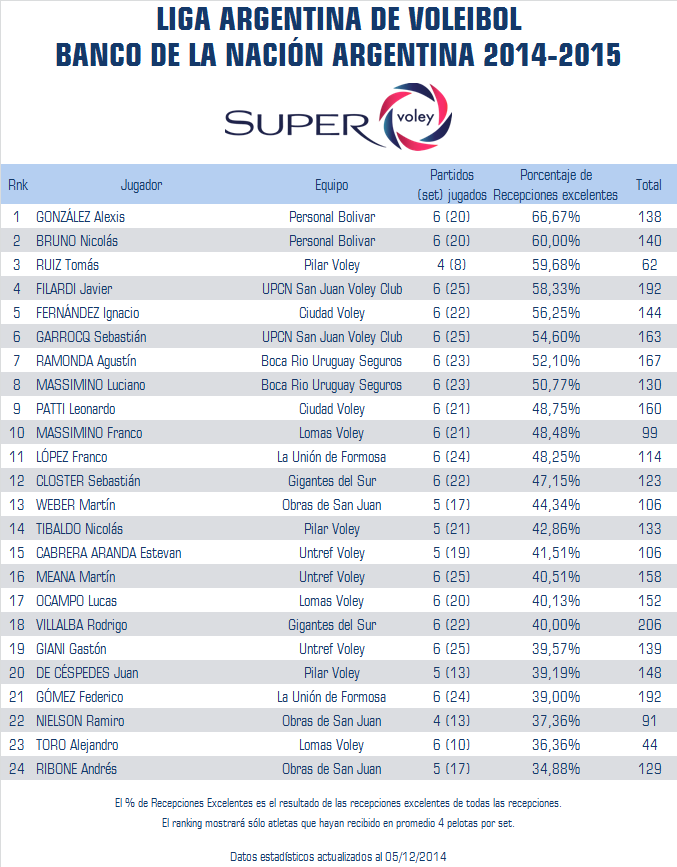 LIGA ARGENTINA DE VOLEIBOL
BANCO DE LA NACIÓN ARGENTINA 2014-2015
SUPER voley
Rnk Jugador Equipo Partidos (set) jugados Porcentaje de Recepciones excelentes Total
1 GONZÁLEZ Alexis Personal Bolivar 6 (20) 66,67% 138
2 BRUNO Nicolás Personal Bolivar 6 (20) 60,00% 140
3 RUIZ Tomás Pilar Voley 4 (8) 59,68% 62
4 FILARDI Javier UPCN San Juan Voley Club 6 (25) 58,33% 192
5 FERNÁNDEZ Ignacio Ciudad Voley 6 (22) 56,25% 144
6 GARROCQ Sebastián UPCN San Juan Voley Club 6 (25) 54,60% 163
7 RAMONDA Agustín Boca Rio Uruguay Seguros 6 (23) 52,10% 167
8 MASSIMINO Luciano Boca Rio Uruguay Seguros 6 (23) 50,77% 130
9 PATTI Leonardo Ciudad Voley 6 (21) 48,75% 160
10 MASSIMINO Franco Lomas Voley 6 (21) 48,48% 99
11 LÓPEZ Franco La Unión de Formosa 6 (24) 48,25% 114
12 CLOSTER Sebastián Gigantes del Sur 6 (22) 47,15% 123
13 WEBER Martín Obras de San Juan 5 (17) 44,34% 106
14 TIBALDO Nicolás Pilar Voley 5 (21) 42,86% 133
15 CABRERA ARANDA Estevan Untref Voley 5 (19) 41,51% 106
16 MEANA Martín Untref Voley 6 (25) 40,51% 158
17 OCAMPO Lucas Lomas Voley 6 (20) 40,13% 152
18 VILLALBA Rodrigo Gigantes del Sur 6 (22) 40,00% 206
19 GIANI Gastón Untref Voley 6 (25) 39,57% 139
20 DE CÉSPEDES Juan Pilar Voley 5 (13) 39,19% 148
21 GÓMEZ Federico La Unión de Formosa 6 (24) 39,00% 192
22 NIELSON Ramiro Obras de San Juan 4 (13) 37,36% 91
23 TORO Alejandro Lomas Voley 6 (10) 36,36% 44
24 RIBONE Andrés Obras de San Juan 5 (17) 34,88% 129
El % de Recepciones Excelentes es el resultado de las recepciones excelentes de todas las recepciones.
El ranking mostrará sólo atletas que hayan recibido en promedio 4 pelotas por set.
Datos estadísticos actualizados al 05/12/2014